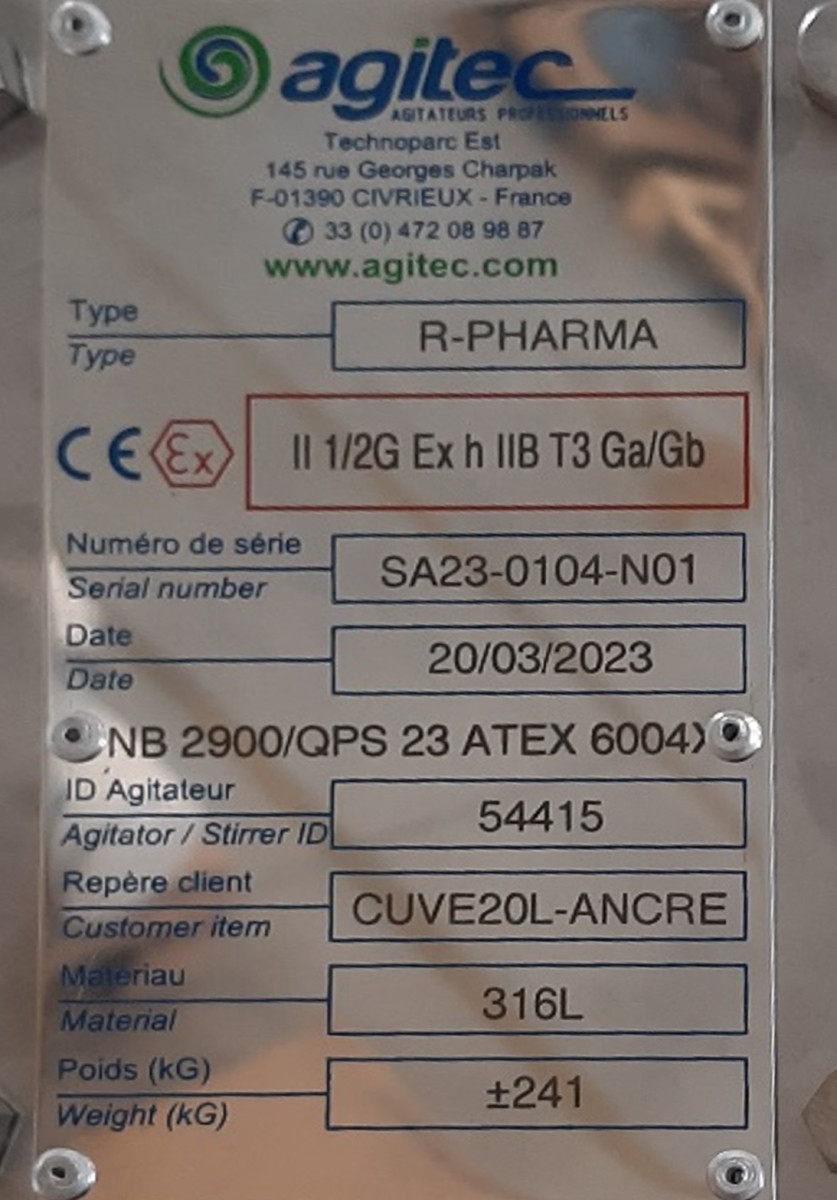 agitec
AGITATEURS PROFESSIONNELS
Technoparc Est
145 rue Georges Charpak
F-01390 CIVRIEUX - France
✆ 33 (0) 472 08 98 87
www.agitec.com
Type
Type
R-PHARMA
CE Ex II 1/2G Ex h IIB T3 Ga/Gb
Numéro de série
Serial number
SA23-0104-N01
Date
Date
20/03/2023
NB 2900/QPS 23 ATEX 6004X
ID Agitateur
Agitator / Stirrer ID
54415
Repère client
Customer item
CUVE20L-ANCRE
Matériau
Material
316L
Poids (kG)
Weight (kG)
±241